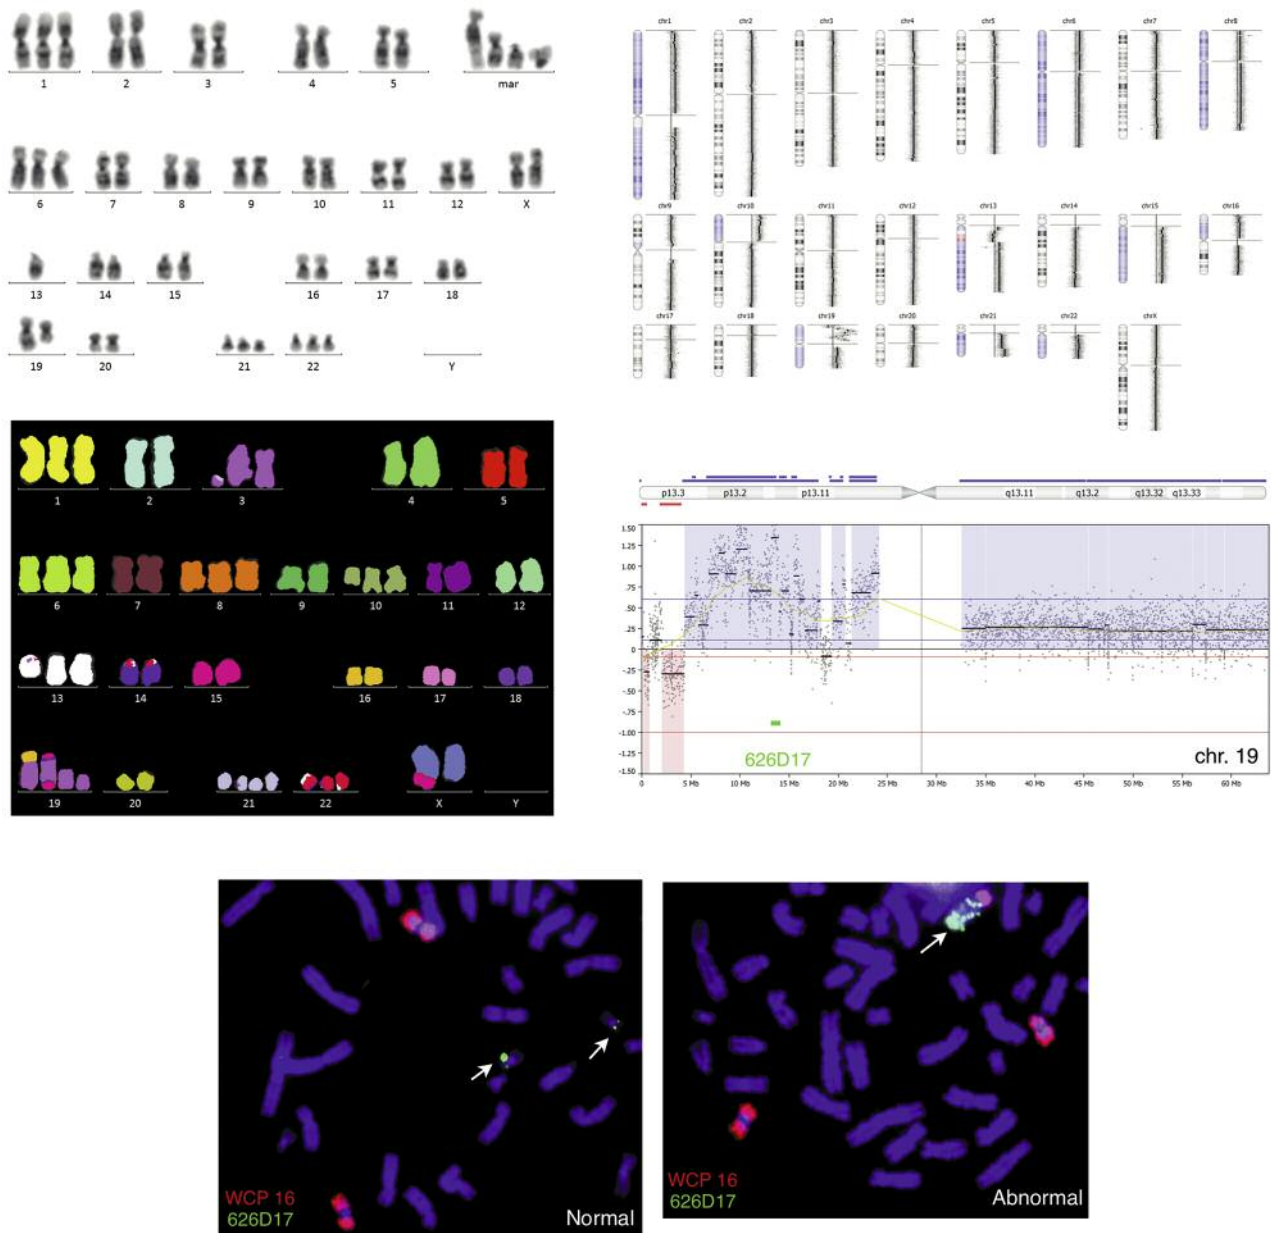 1 2 3 4 5 mar
6 7 8 9 10 11 12 X
13 14 15 16 17 18
19 20 21 22 Y
chr1 chr2 chr3 chr4 chr5 chr6 chr7 chr8
chr9 chr10 chr11 chr12 chr13 chr14 chr15 chr16
chr17 chr18 chr19 chr20 chr21 chr22 chrX
1 2 3 4 5
6 7 8 9 10 11 12
13 14 15 16 17 18
19 20 21 22 X Y
p13.3 p13.2 p13.11 q13.11 q13.2 q13.32 q13.33
1.50
1.25
1.00
.75
.50
.25
0
-.25
-.50
-.75
-1.00
-1.25
-1.50
626D17
chr. 19
0 5 Mb 10 Mb 15 Mb 20 Mb 25 Mb 30 Mb 35 Mb 40 Mb 45 Mb 50 Mb 55 Mb 60 Mb
WCP 16
626D17
Normal
WCP 16
626D17
Abnormal